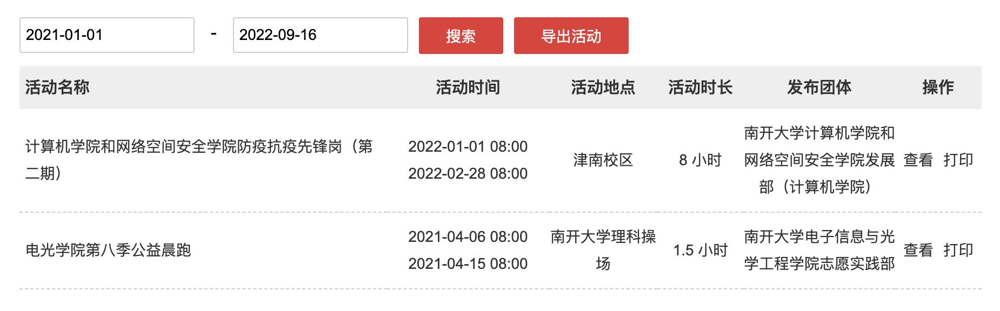 2021-01-01 - 2022-09-16 搜索 导出活动
活动名称 活动时间 活动地点 活动时长 发布团体 操作
计算机学院和网络空间安全学院防疫抗疫先锋岗（第
二期）
2022-01-01 08:00
2022-02-28 08:00
津南校区
8 小时
南开大学计算机学院和
网络空间安全学院发展
部（计算机学院）
查看 打印
电光学院第八季公益晨跑
2021-04-06 08:00
2021-04-15 08:00
南开大学理科操
场
1.5 小时
南开大学电子信息与光
学工程学院志愿实践部
查看 打印